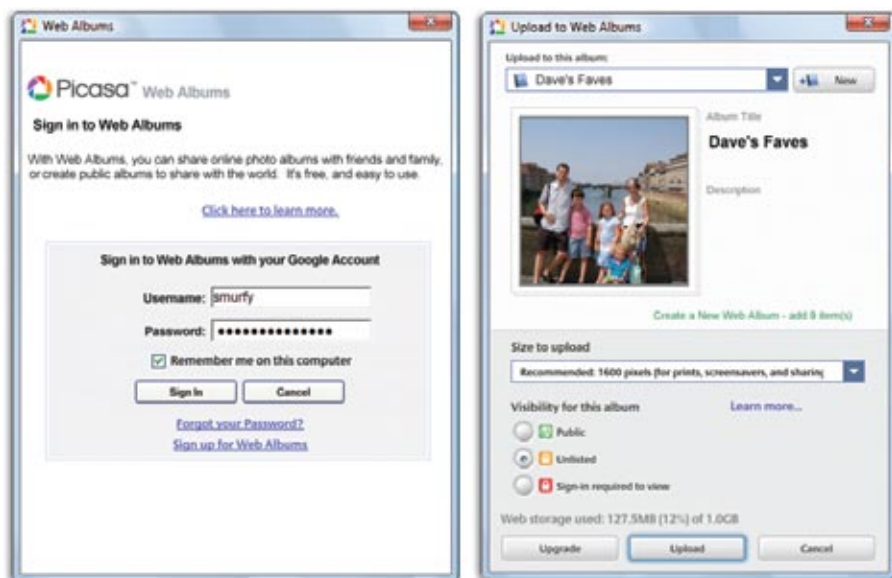 Web Albums
Picasa™ Web Albums
Sign in to Web Albums
With Web Albums, you can share online photo albums with friends and family,
or create public albums to share with the world. It's free, and easy to use.
Click here to learn more.
Sign in to Web Albums with your Google Account
Username: smurfy
Password: ●●●●●●●●●●●●●●
Remember me on this computer
Sign In Cancel
Forgot your Password?
Sign up for Web Albums
Upload to Web Albums
Upload to this album:
Dave's Faves New
Album Title
Dave's Faves
Description
Create a New Web Album - add 9 item(s)
Size to upload
Recommended: 1600 pixels (for prints, screensavers, and sharing
Visibility for this album Learn more...
Public
Unlisted
Sign-in required to view
Web storage used: 127.5MB (12%) of 1.0GB
Upgrade Upload Cancel